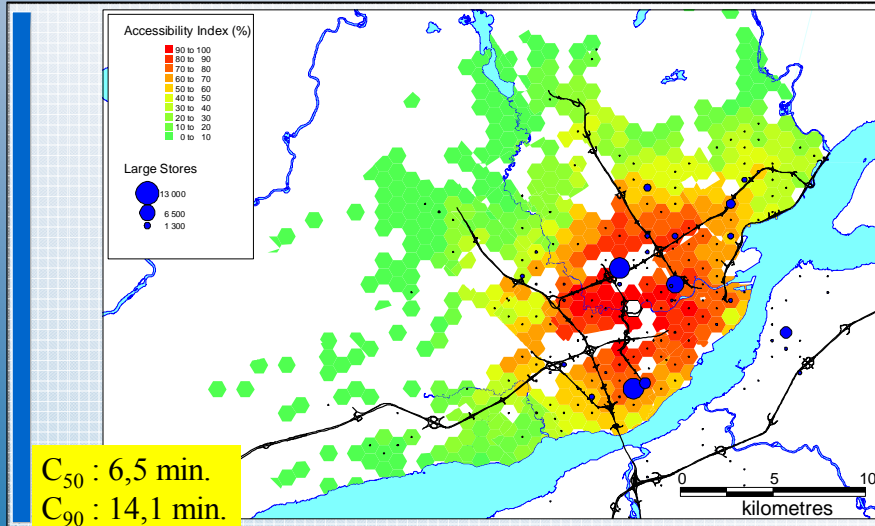 Accessibility Index (%)
90 to 100
80 to 90
70 to 80
60 to 70
50 to 60
40 to 50
30 to 40
20 to 30
10 to 20
0 to 10
Large Stores
13 000
6 500
1 300
C50 : 6,5 min.
C90 : 14,1 min.
0 5 10
kilometres